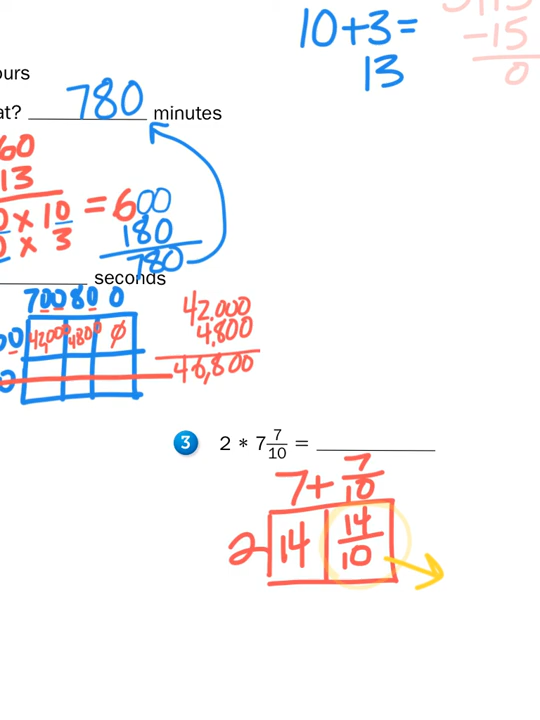 10+3=
13
-15
0
ours
at? 780 minutes
60
13
x 10 = 600
x 3 180
780
seconds
700 80 0
42,000 4800 0
42,000
4,800
46,800
3 2 * 7 7/10 =
7 + 7/10
2 14 14/10